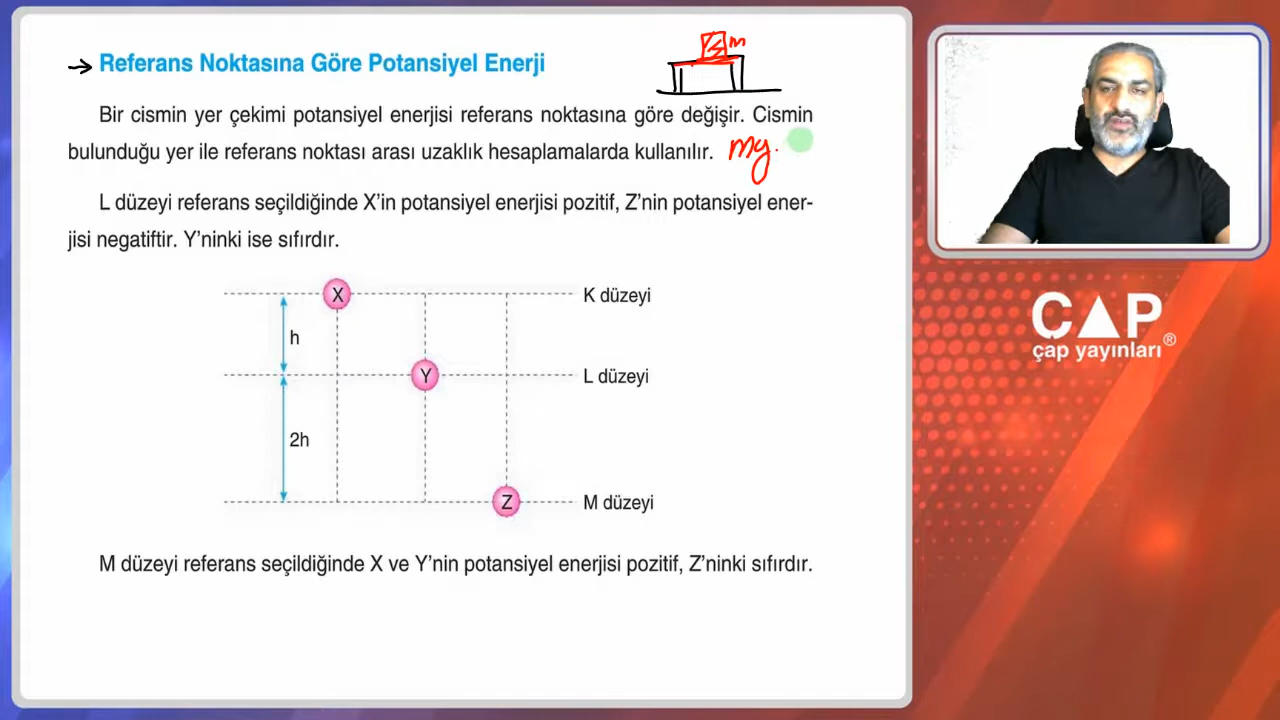 Referans Noktasına Göre Potansiyel Enerji
m
Bir cismin yer çekimi potansiyel enerjisi referans noktasına göre değişir. Cismin
bulunduğu yer ile referans noktası arası uzaklık hesaplamalarda kullanılır.
mg.
L düzeyi referans seçildiğinde X'in potansiyel enerjisi pozitif, Z'nin potansiyel ener-
jisi negatiftir. Y'ninki ise sıfırdır.
X
K düzeyi
h
Y
L düzeyi
2h
Z
M düzeyi
M düzeyi referans seçildiğinde X ve Y'nin potansiyel enerjisi pozitif, Z'ninki sıfırdır.
ÇAP
çap yayınları®